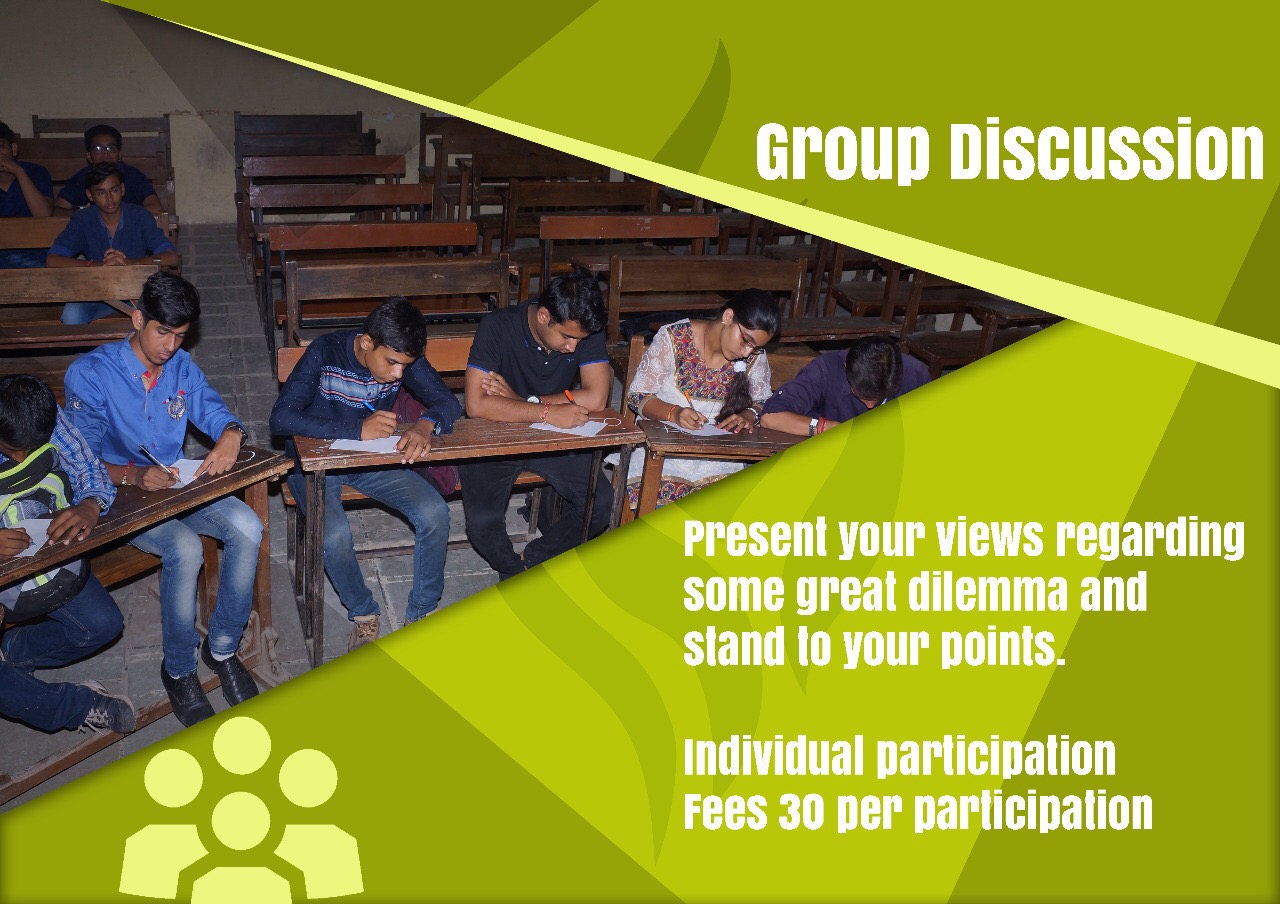 Group Discussion
Present your views regarding
some great dilemma and
stand to your points.
Individual participation
Fees 30 per participation